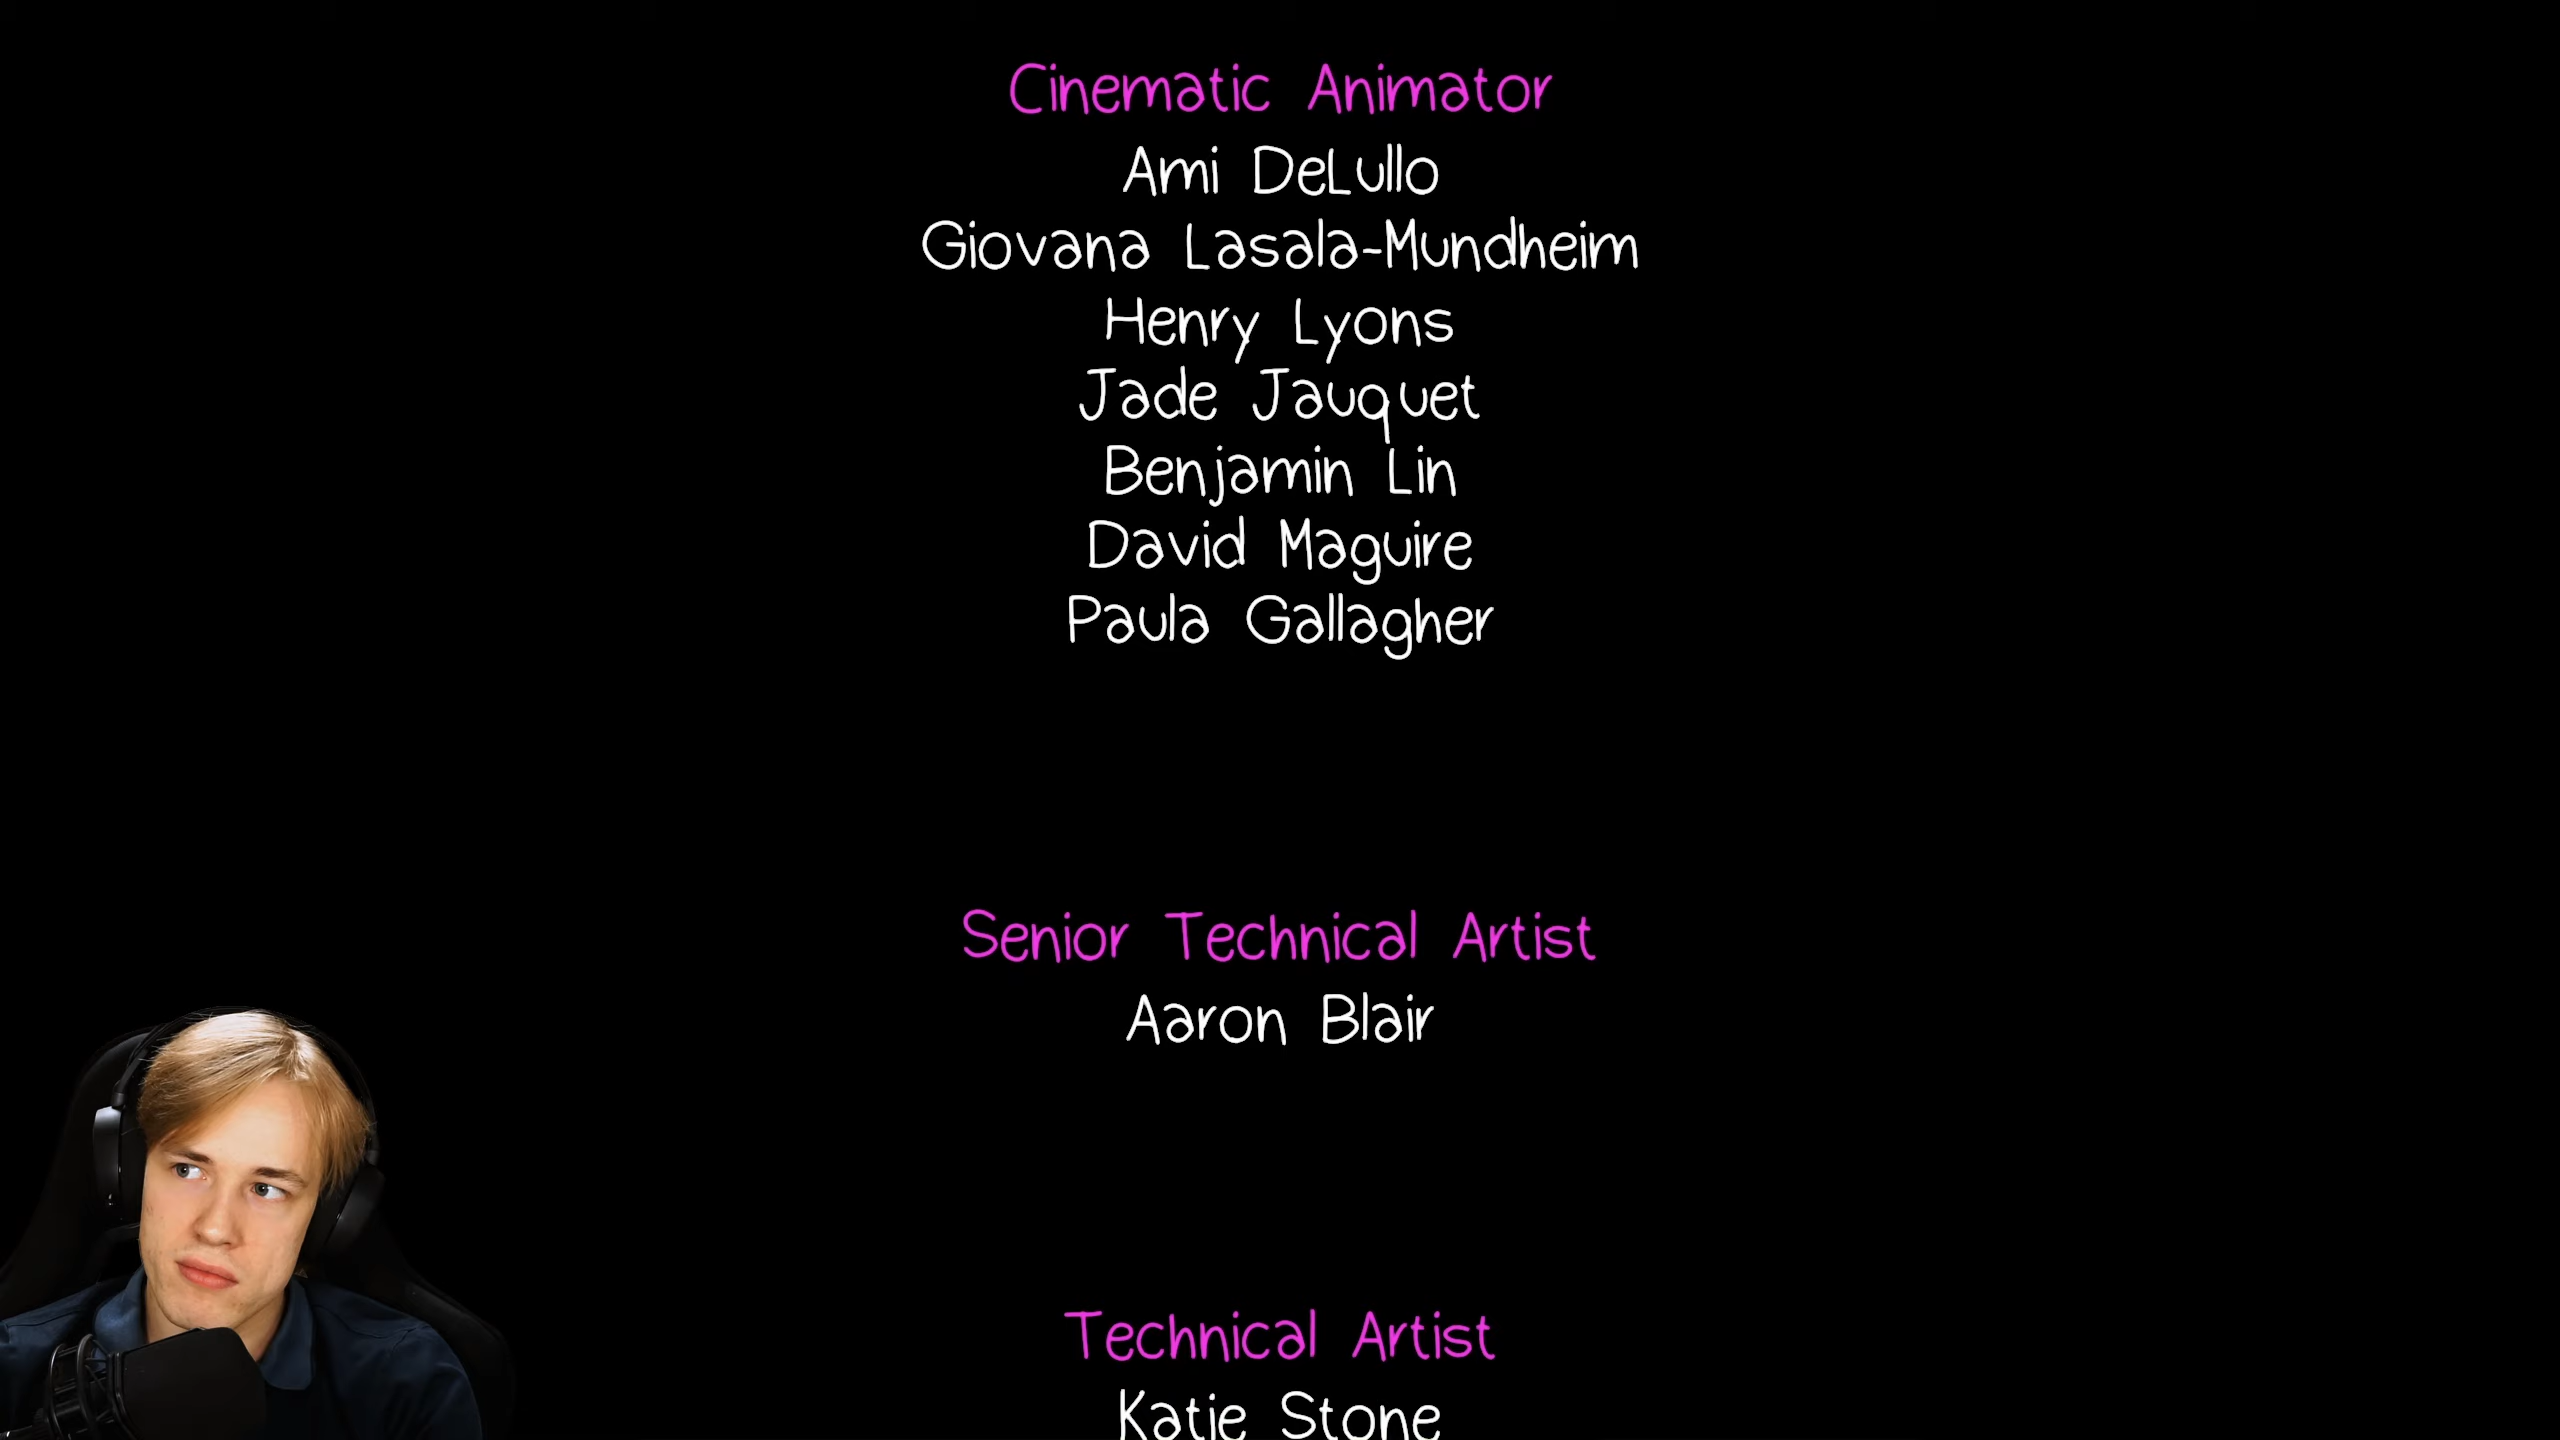 Cinematic Animator
Ami DeLullo
Giovana Lasala-Mundheim
Henry Lyons
Jade Jauquet
Benjamin Lin
David Maguire
Paula Gallagher
Senior Technical Artist
Aaron Blair
Technical Artist
Katie Stone